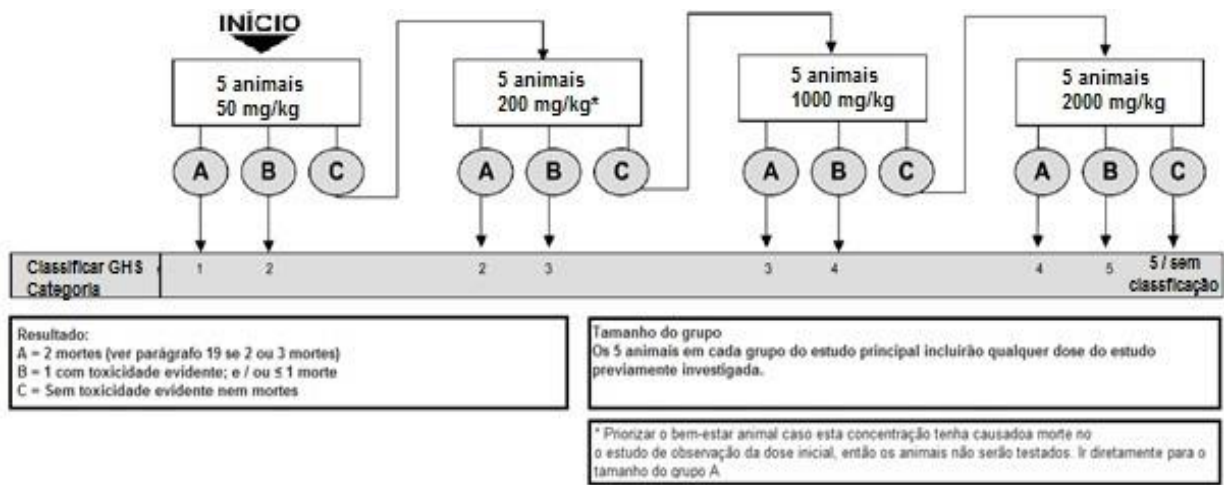 INÍCIO
5 animais
50 mg/kg
5 animais
200 mg/kg*
5 animais
1000 mg/kg
5 animais
2000 mg/kg
A B C A B C A B C A B C
Classificar GHS
Categoria
1 2 2 3 3 4 4 5 5 / sem
classficação
Resultado:
A = 2 mortes (ver parágrafo 19 se 2 ou 3 mortes)
B = 1 com toxicidade evidente; e / ou ≤ 1 morte
C = Sem toxicidade evidente nem mortes
Tamanho do grupo
Os 5 animais em cada grupo do estudo principal incluirão qualquer dose do estudo
previamente investigada.
* Priorizar o bem-estar animal caso esta concentração tenha causadoa morte no
o estudo de observação da dose inicial, então os animais não serão testados. Ir diretamente para o
tamanho do grupo A